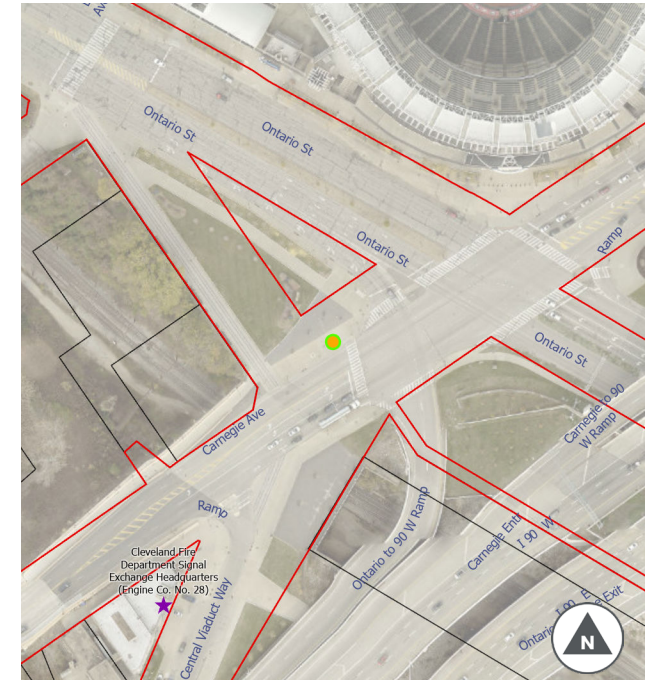 Av
Ontario St
Ontario St
Ontario St
Ramp
Ontario St
Carnegie to 90
W Ramp
Carnegie Ave
Ramp
Carnegie Entr
I 90 W
Ontario to 90 W Ramp
Cleveland Fire
Department Signal
Exchange Headquarters
(Engine Co. No. 28)
Central Viaduct Way
I 90 E
Exit
Ontario
N